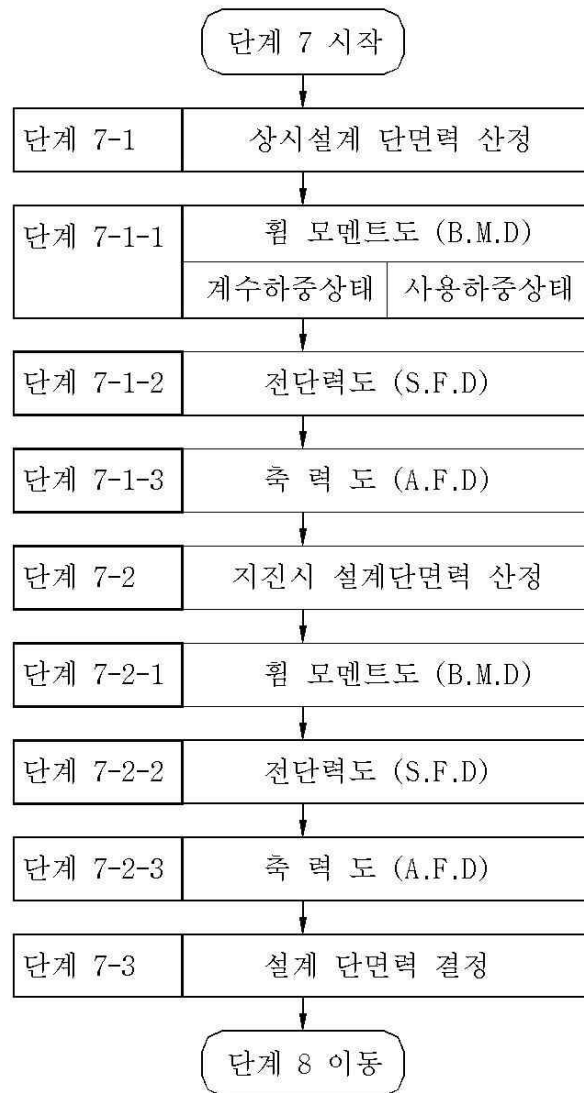 단계 7 시작
단계 7-1 상시설계 단면력 산정
단계 7-1-1 휨 모멘트도 (B.M.D)
계수하중상태 사용하중상태
단계 7-1-2 전단력도 (S.F.D)
단계 7-1-3 축 력 도 (A.F.D)
단계 7-2 지진시 설계단면력 산정
단계 7-2-1 휨 모멘트도 (B.M.D)
단계 7-2-2 전단력도 (S.F.D)
단계 7-2-3 축 력 도 (A.F.D)
단계 7-3 설계 단면력 결정
단계 8 이동